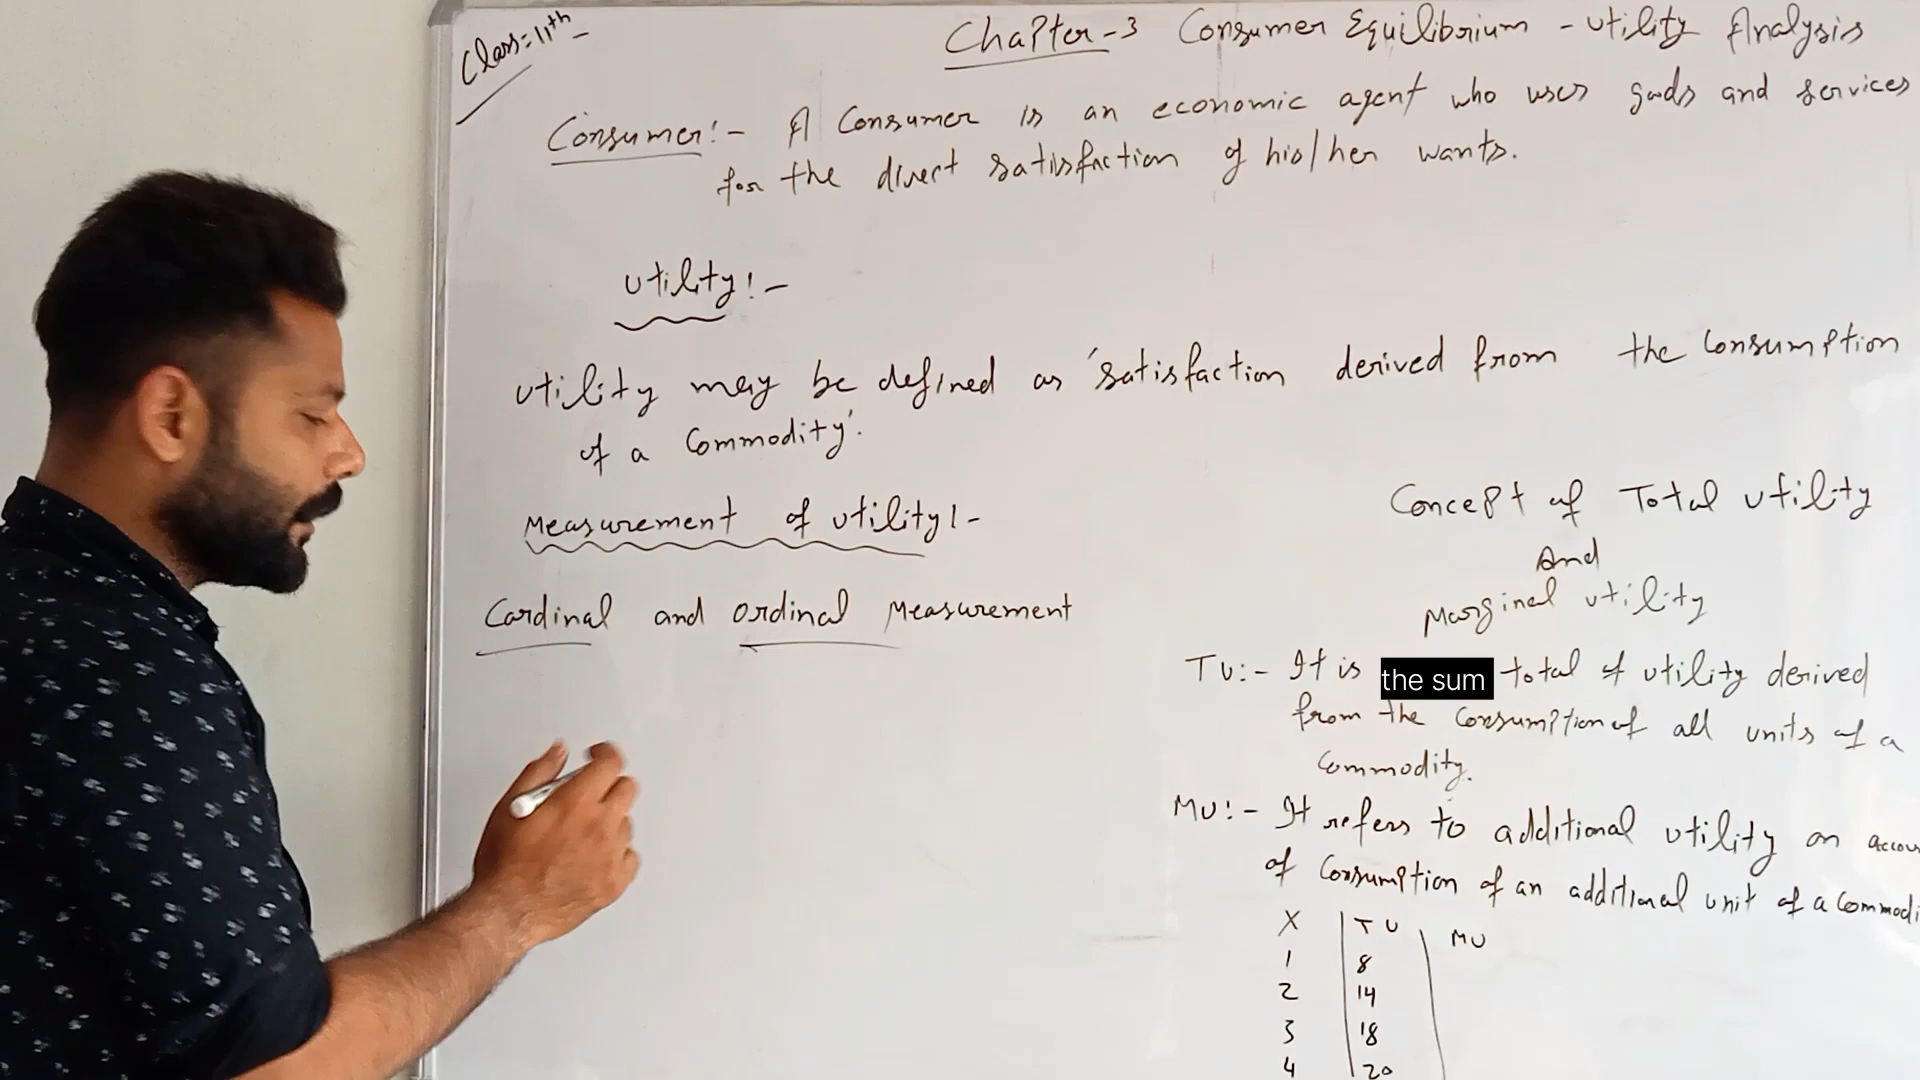 Class:- 11th
Chapter-3 Consumer Equilibrium - Utility Analysis
Consumer:- A Consumer is an economic agent who uses goods and services
for the direct satisfaction of his/her wants.
Utility:-
Utility may be defined as 'satisfaction derived from the Consumption
of a Commodity'.
Measurement of Utility:-
Cardinal and Ordinal Measurement
Concept of Total Utility
And
Marginal Utility
TU:- It is the sum total of utility derived
from the Consumption of all units of a
Commodity.
MU:- It refers to additional utility on accou
of Consumption of an additional unit of a Commodi
X TU MU
1 8
2 14
3 18
4 20